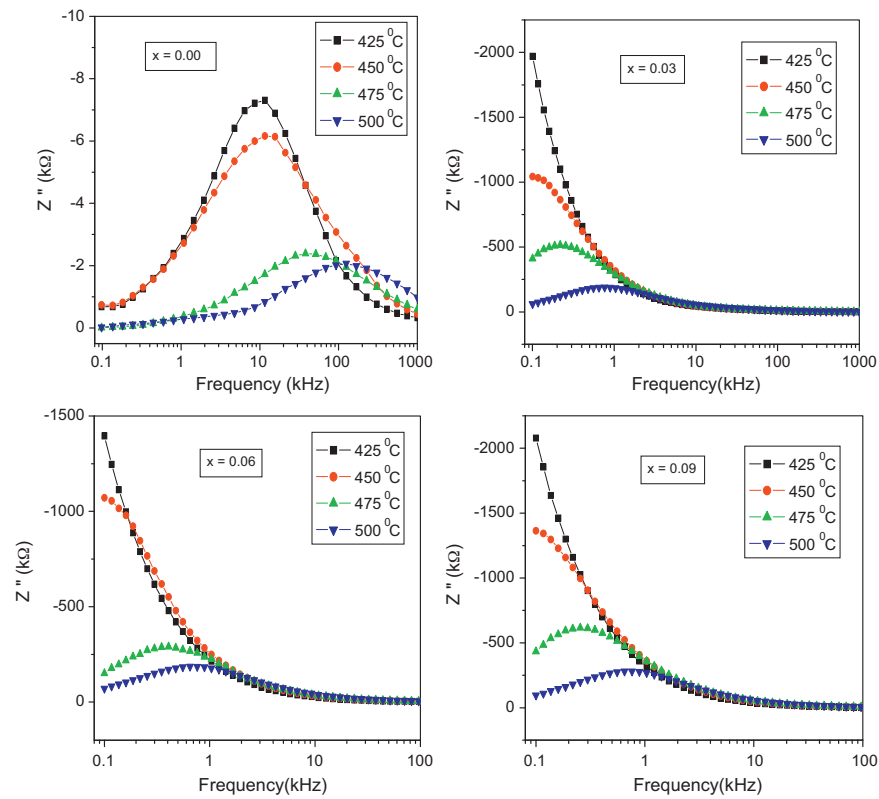 x = 0.00
425 ⁰C
450 ⁰C
475 ⁰C
500 ⁰C
-10
-8
-6
-4
-2
0
Z " (kΩ)
0.1
1
10
100
1000
Frequency (kHz)
x = 0.03
425 ⁰C
450 ⁰C
475 ⁰C
500 ⁰C
-2000
-1500
-1000
-500
0
Z " (kΩ)
0.1
1
10
100
1000
Frequency(kHz)
x = 0.06
425 ⁰C
450 ⁰C
475 ⁰C
500 ⁰C
-1500
-1000
-500
0
Z " (kΩ)
0.1
1
10
100
Frequency(kHz)
x = 0.09
425 ⁰C
450 ⁰C
475 ⁰C
500 ⁰C
-2000
-1500
-1000
-500
0
Z " (kΩ)
0.1
1
10
100
Frequency(kHz)